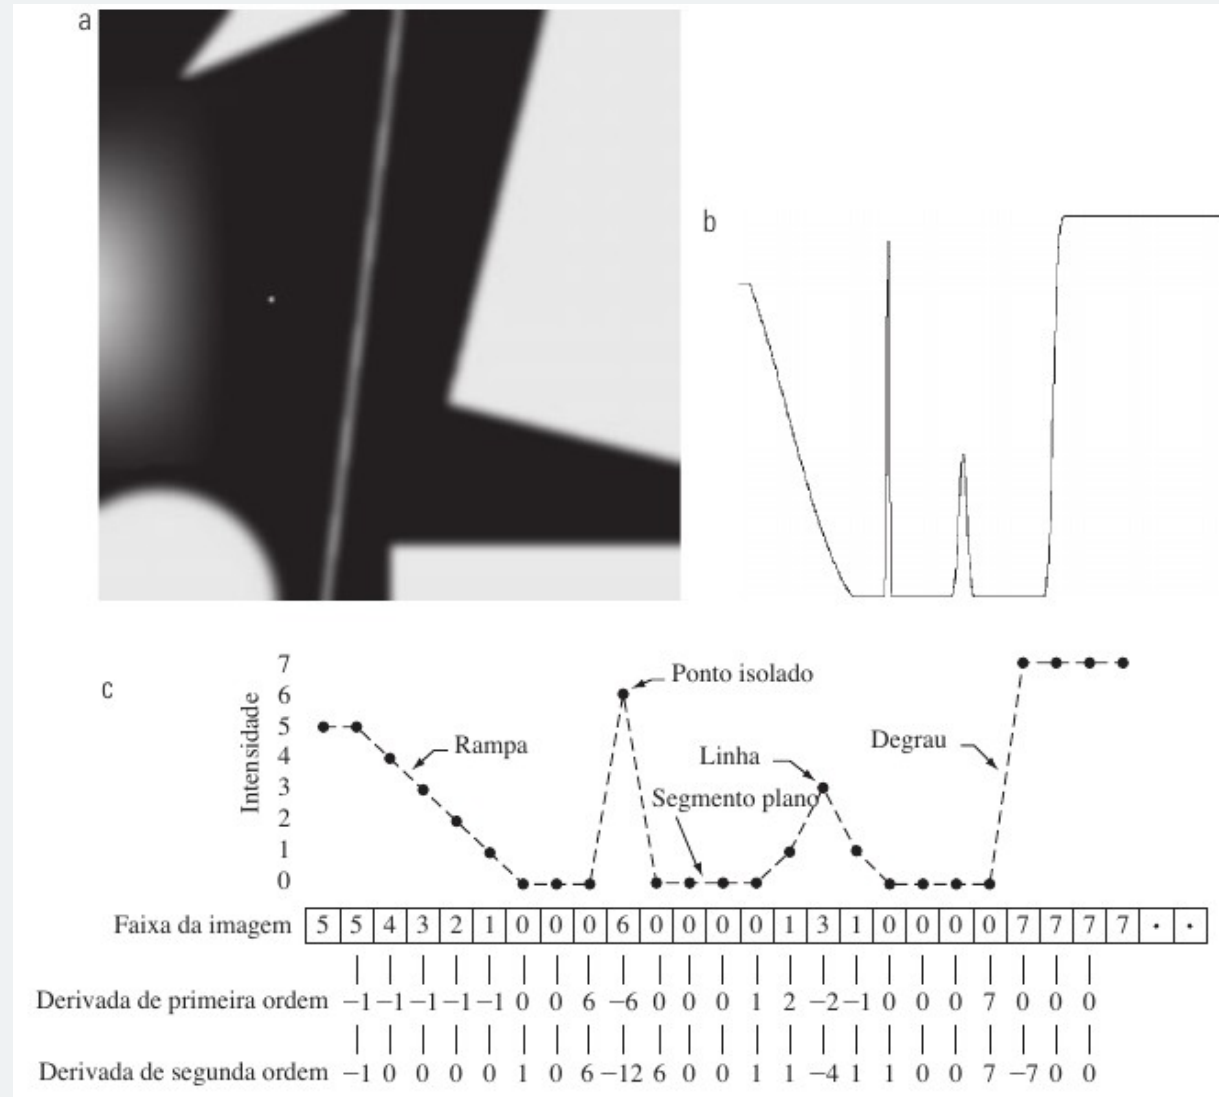 a
b
c
7
6
5
4
3
2
1
0
Intensidade
Ponto isolado
Rampa
Linha
Segmento plano
Degrau
Faixa da imagem 5 5 4 3 2 1 0 0 0 6 0 0 0 0 1 3 1 0 0 0 0 7 7 7 7 · ·
Derivada de primeira ordem −1 −1 −1 −1 −1 0 0 6 −6 0 0 0 1 2 −2 −1 0 0 0 7 0 0 0
Derivada de segunda ordem −1 0 0 0 0 1 0 6 −12 6 0 0 1 1 −4 1 1 0 0 7 −7 0 0